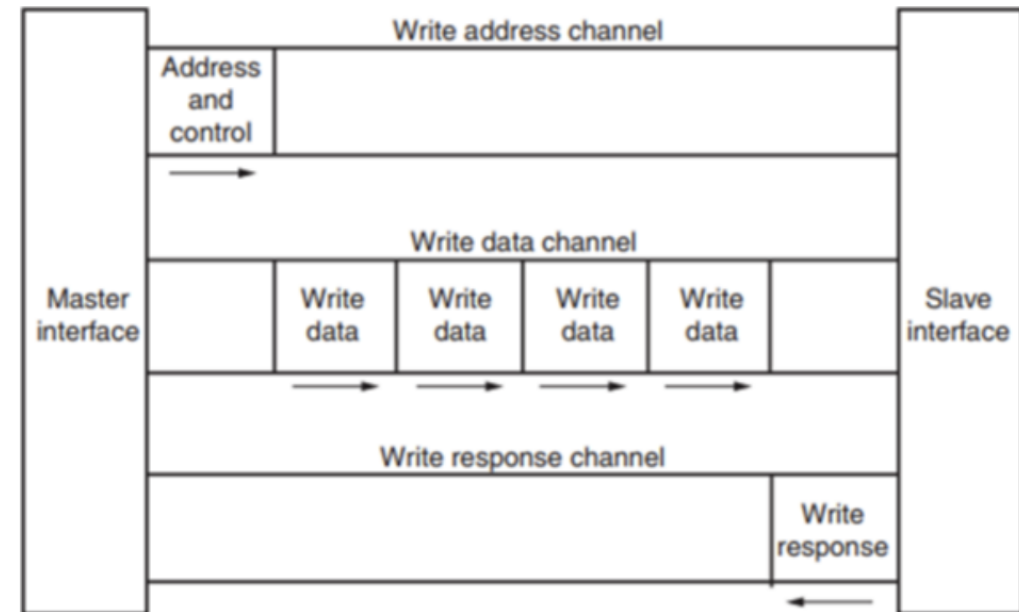 Write address channel
Address
and
control
Write data channel
Master
interface
Write
data
Write
data
Write
data
Write
data
Slave
interface
Write response channel
Write
response